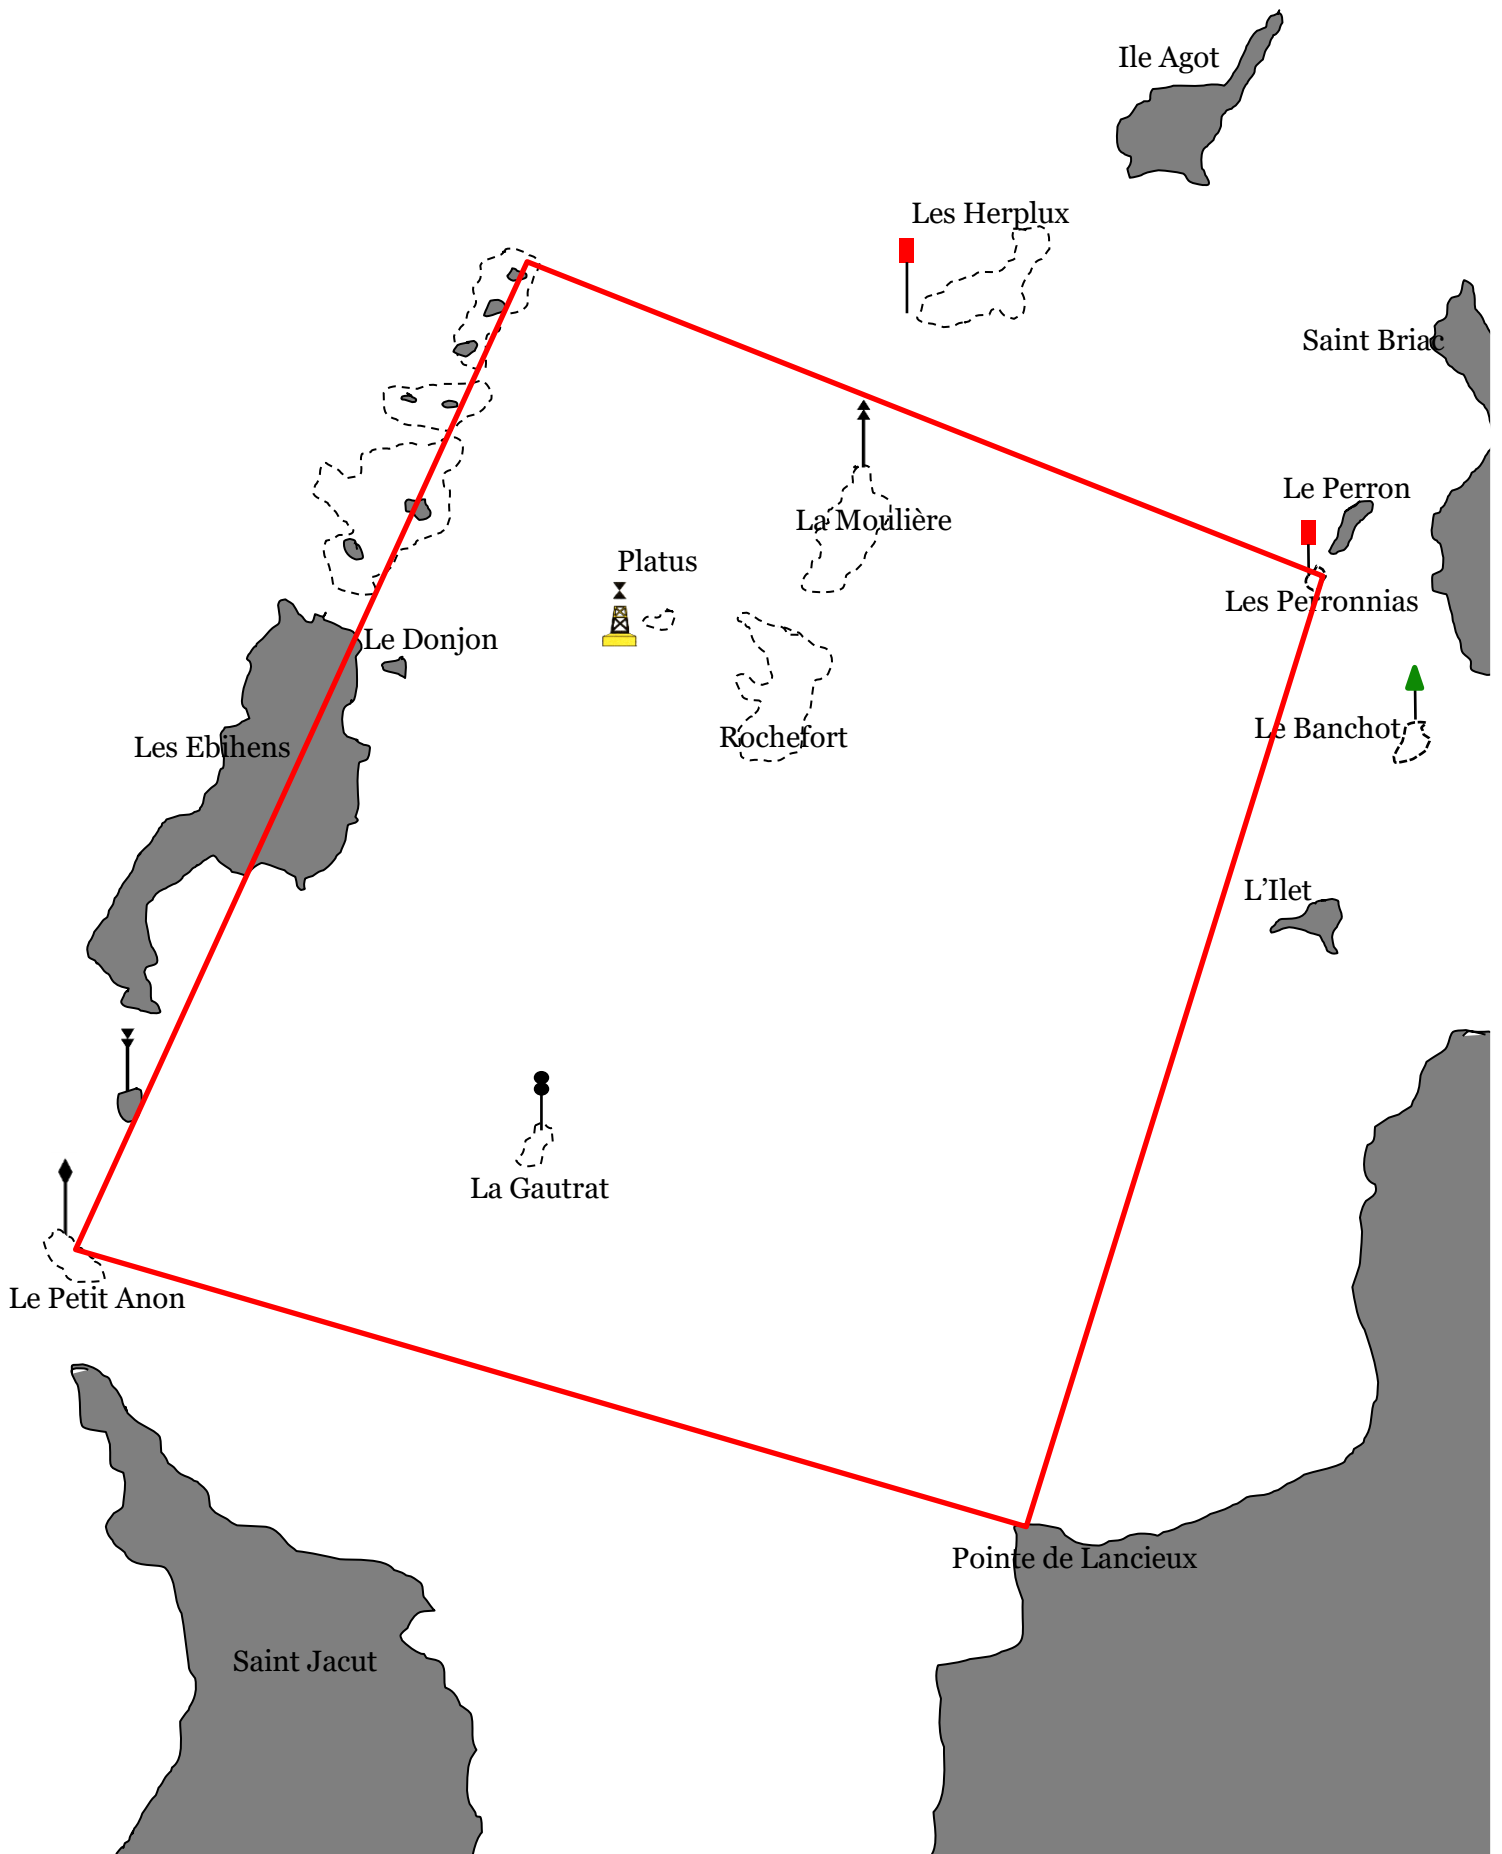 Ile Agot
Les Herplux
Saint Briac
Le Perron
La Moulière
Platus
Les Perronnias
Le Donjon
Le Banchot
Rochefort
Les Ebihens
L’Ilet
La Gautrat
Le Petit Anon
Pointe de Lancieux
Saint Jacut